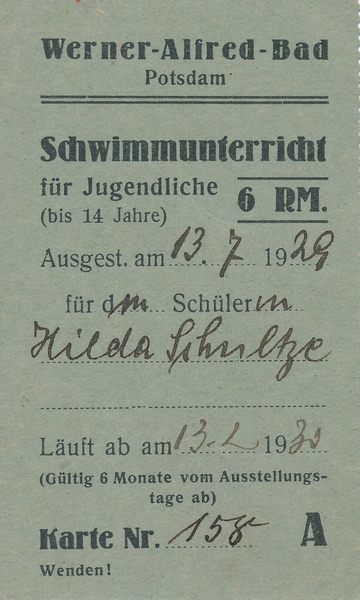 Werner-Alfred-Bad
Potsdam
Schwimmunterricht
für Jugendliche
(bis 14 Jahre)
6 RM.
Ausgest. am 13. 7 1929
für d Schülerin
Hilda Schultze
Läuft ab am 13. 1930
(Gültig 6 Monate vom Ausstellungs-
tage ab)
Karte Nr. 158 A
Wenden!